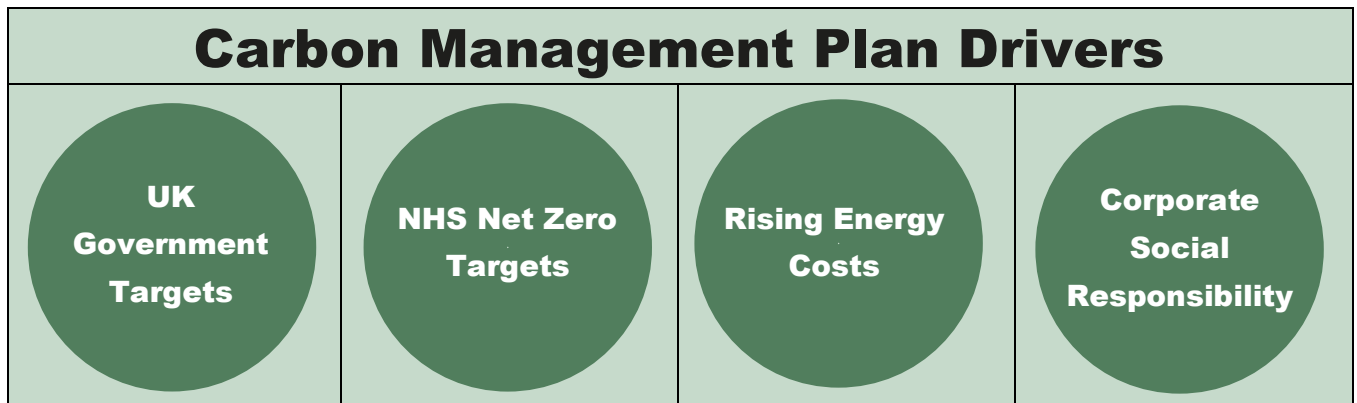 Carbon Management Plan Drivers
UK
Government
Targets
NHS Net Zero
Targets
Rising Energy
Costs
Corporate
Social
Responsibility